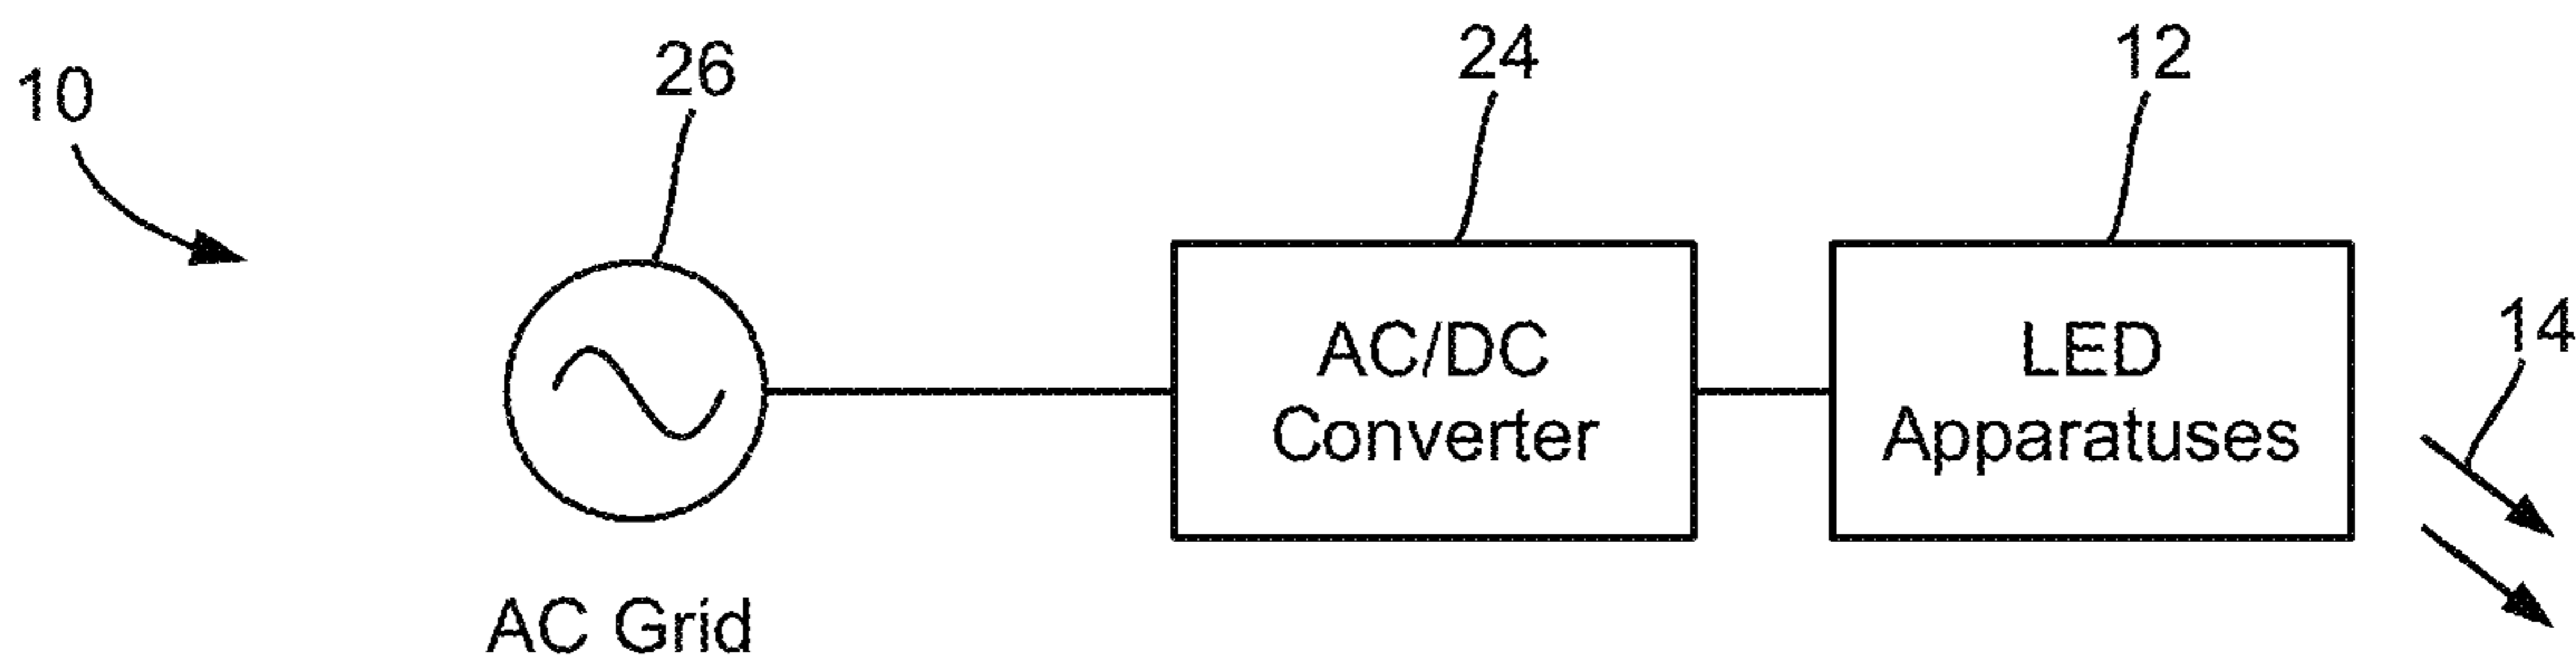 10
26
24
12
14
AC/DC
Converter
LED
Apparatuses
AC Grid